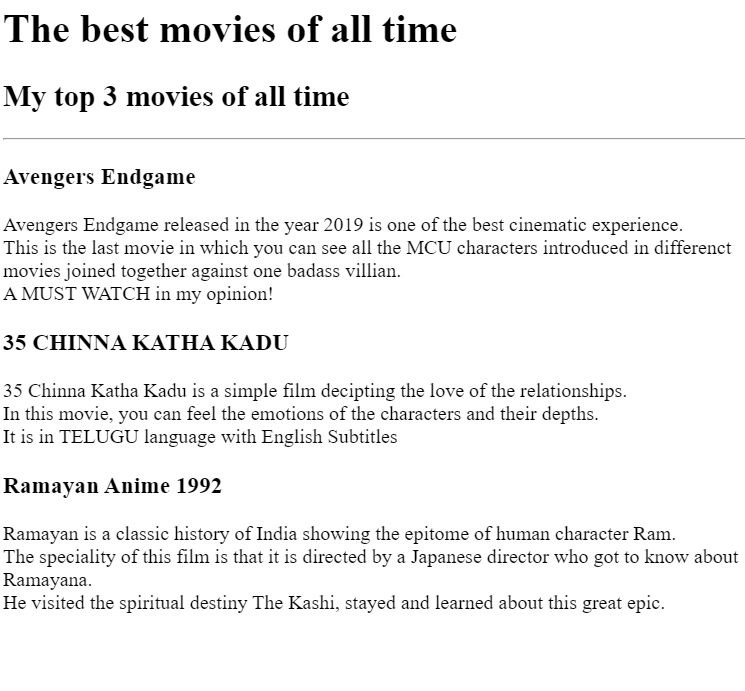 The best movies of all time
My top 3 movies of all time
Avengers Endgame
Avengers Endgame released in the year 2019 is one of the best cinematic experience.
This is the last movie in which you can see all the MCU characters introduced in differenct
movies joined together against one badass villian.
A MUST WATCH in my opinion!
35 CHINNA KATHA KADU
35 Chinna Katha Kadu is a simple film decipting the love of the relationships.
In this movie, you can feel the emotions of the characters and their depths.
It is in TELUGU language with English Subtitles
Ramayan Anime 1992
Ramayan is a classic history of India showing the epitome of human character Ram.
The speciality of this film is that it is directed by a Japanese director who got to know about
Ramayana.
He visited the spiritual destiny The Kashi, stayed and learned about this great epic.